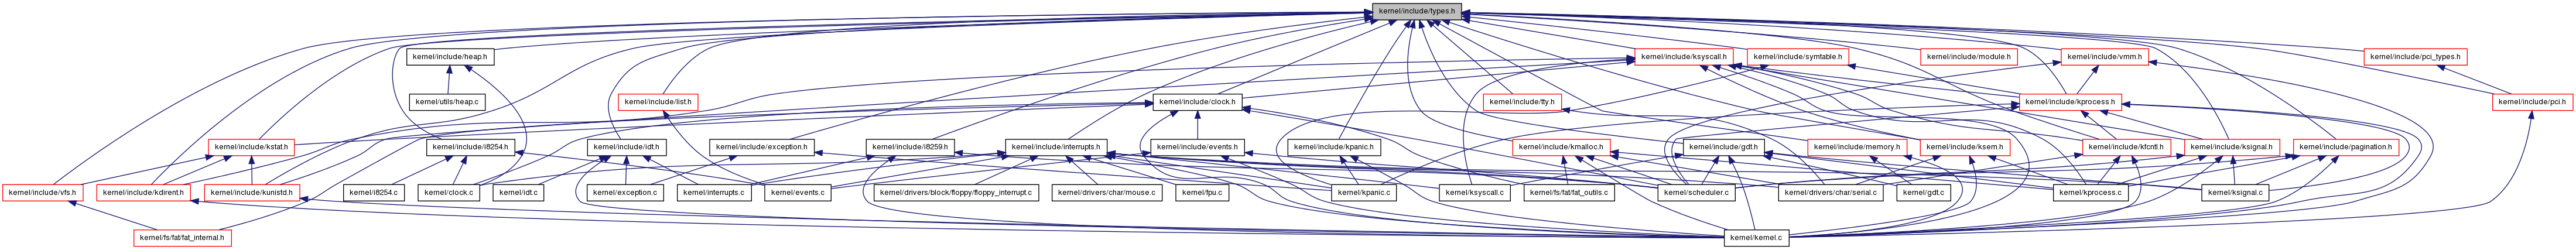 kernel/include/types.h
kernel/include/heap.h
kernel/include/ksyscall.h
kernel/include/symtable.h
kernel/include/module.h
kernel/include/vmm.h
kernel/include/pci_types.h
kernel/utils/heap.c
kernel/include/list.h
kernel/include/clock.h
kernel/include/tty.h
kernel/include/kprocess.h
kernel/include/pci.h
kernel/include/kstat.h
kernel/include/i8254.h
kernel/include/idt.h
kernel/include/exception.h
kernel/include/i8259.h
kernel/include/interrupts.h
kernel/include/events.h
kernel/include/kpanic.h
kernel/include/kmalloc.h
kernel/include/gdt.h
kernel/include/memory.h
kernel/include/ksem.h
kernel/include/kfcntl.h
kernel/include/ksignal.h
kernel/include/pagination.h
kernel/include/vfs.h
kernel/include/kdirent.h
kernel/include/kunistd.h
kernel/i8254.c
kernel/clock.c
kernel/idt.c
kernel/exception.c
kernel/interrupts.c
kernel/events.c
kernel/drivers/block/floppy/floppy_interrupt.c
kernel/drivers/char/mouse.c
kernel/fpu.c
kernel/kpanic.c
kernel/ksyscall.c
kernel/fs/fat/fat_outils.c
kernel/scheduler.c
kernel/drivers/char/serial.c
kernel/gdt.c
kernel/kprocess.c
kernel/ksignal.c
kernel/fs/fat/fat_internal.h
kernel/kernel.c